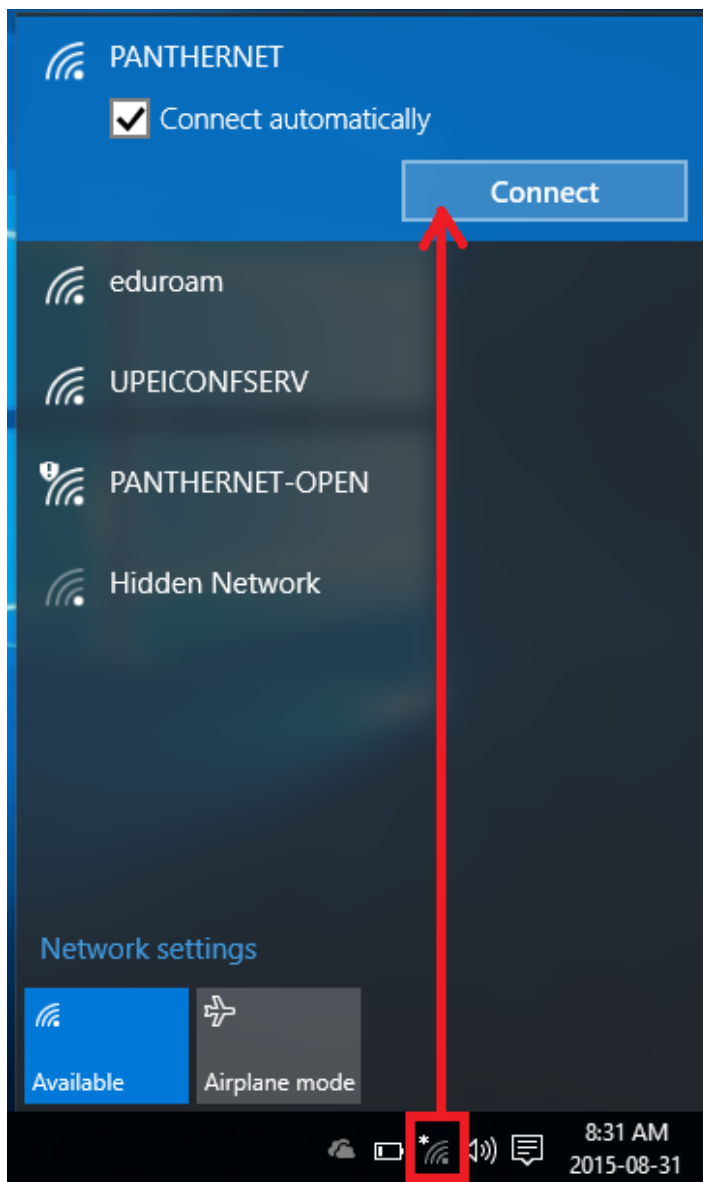 PANTHERNET
Connect automatically
Connect
eduroam
UPEICONFSERV
PANTHERNET-OPEN
Hidden Network
Network settings
Available
Airplane mode
8:31 AM
2015-08-31